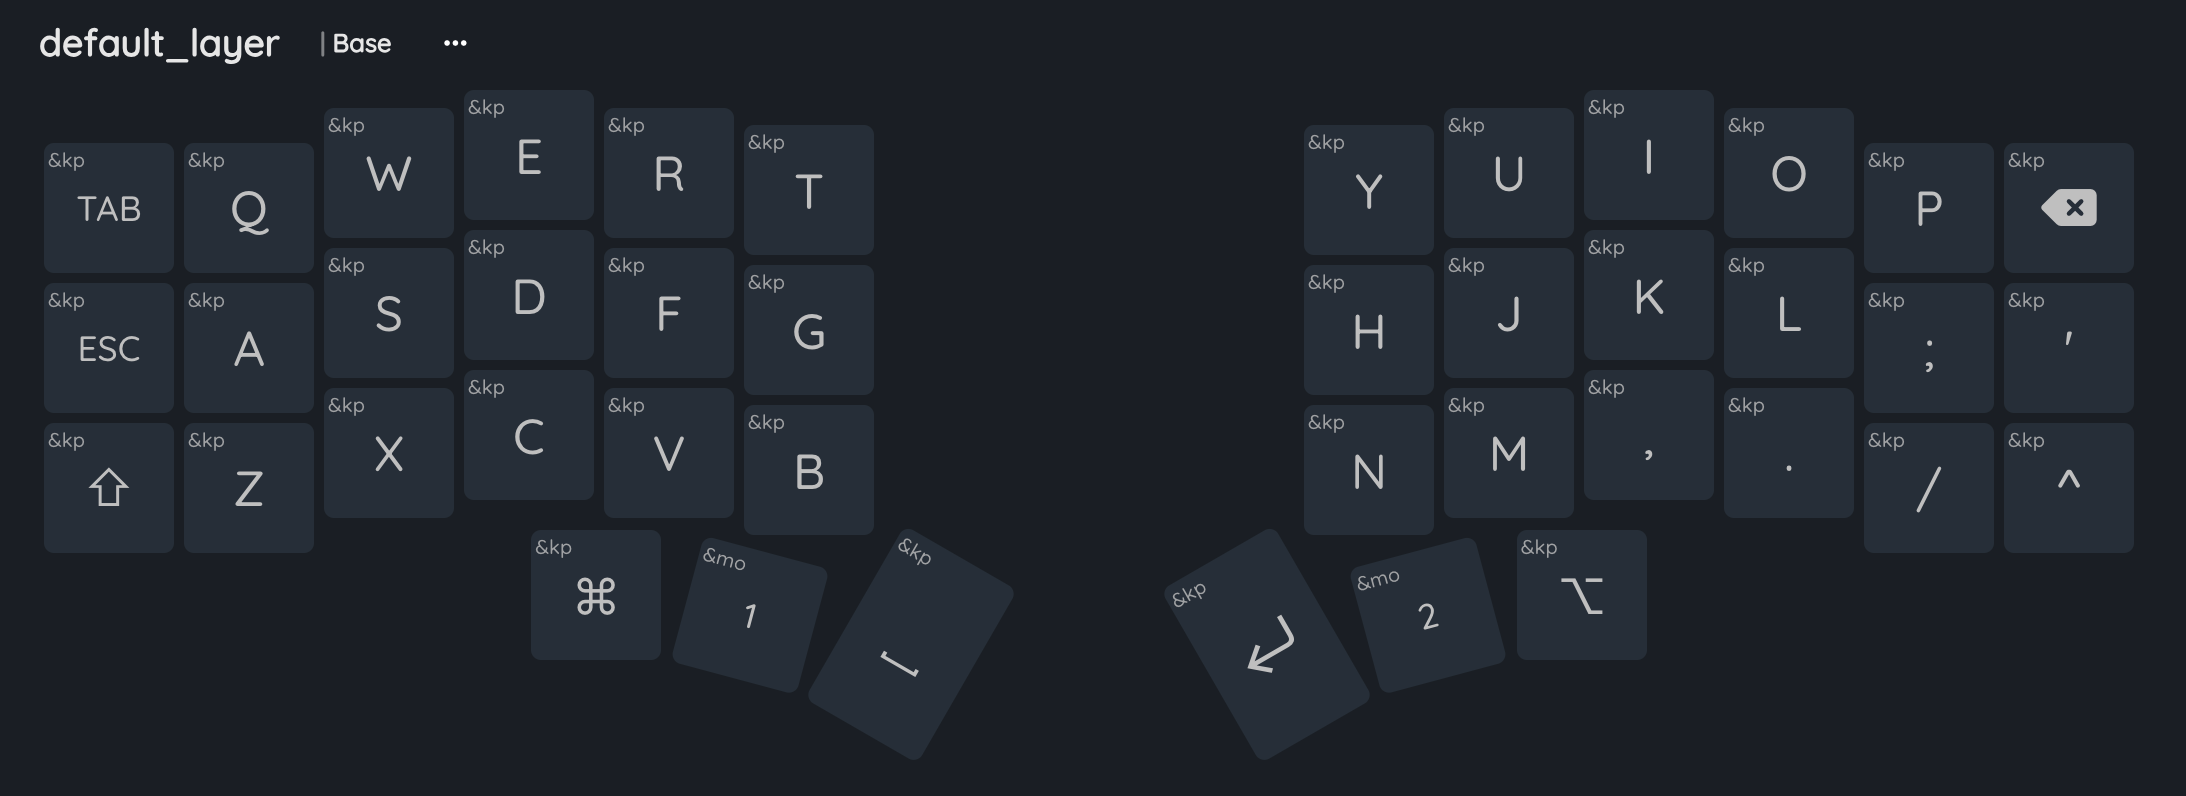 default_layer | Base •••
&kp TAB &kp Q &kp W &kp E &kp R &kp T &kp Y &kp U &kp I &kp O &kp P &kp ⌫
&kp ESC &kp A &kp S &kp D &kp F &kp G &kp H &kp J &kp K &kp L &kp ; &kp '
&kp ⇧ &kp Z &kp X &kp C &kp V &kp B &kp N &kp M &kp , &kp . &kp / &kp ^
&kp ⌘ &mo 1 &kp ⎵ &kp ↵ &mo 2 &kp ⌥